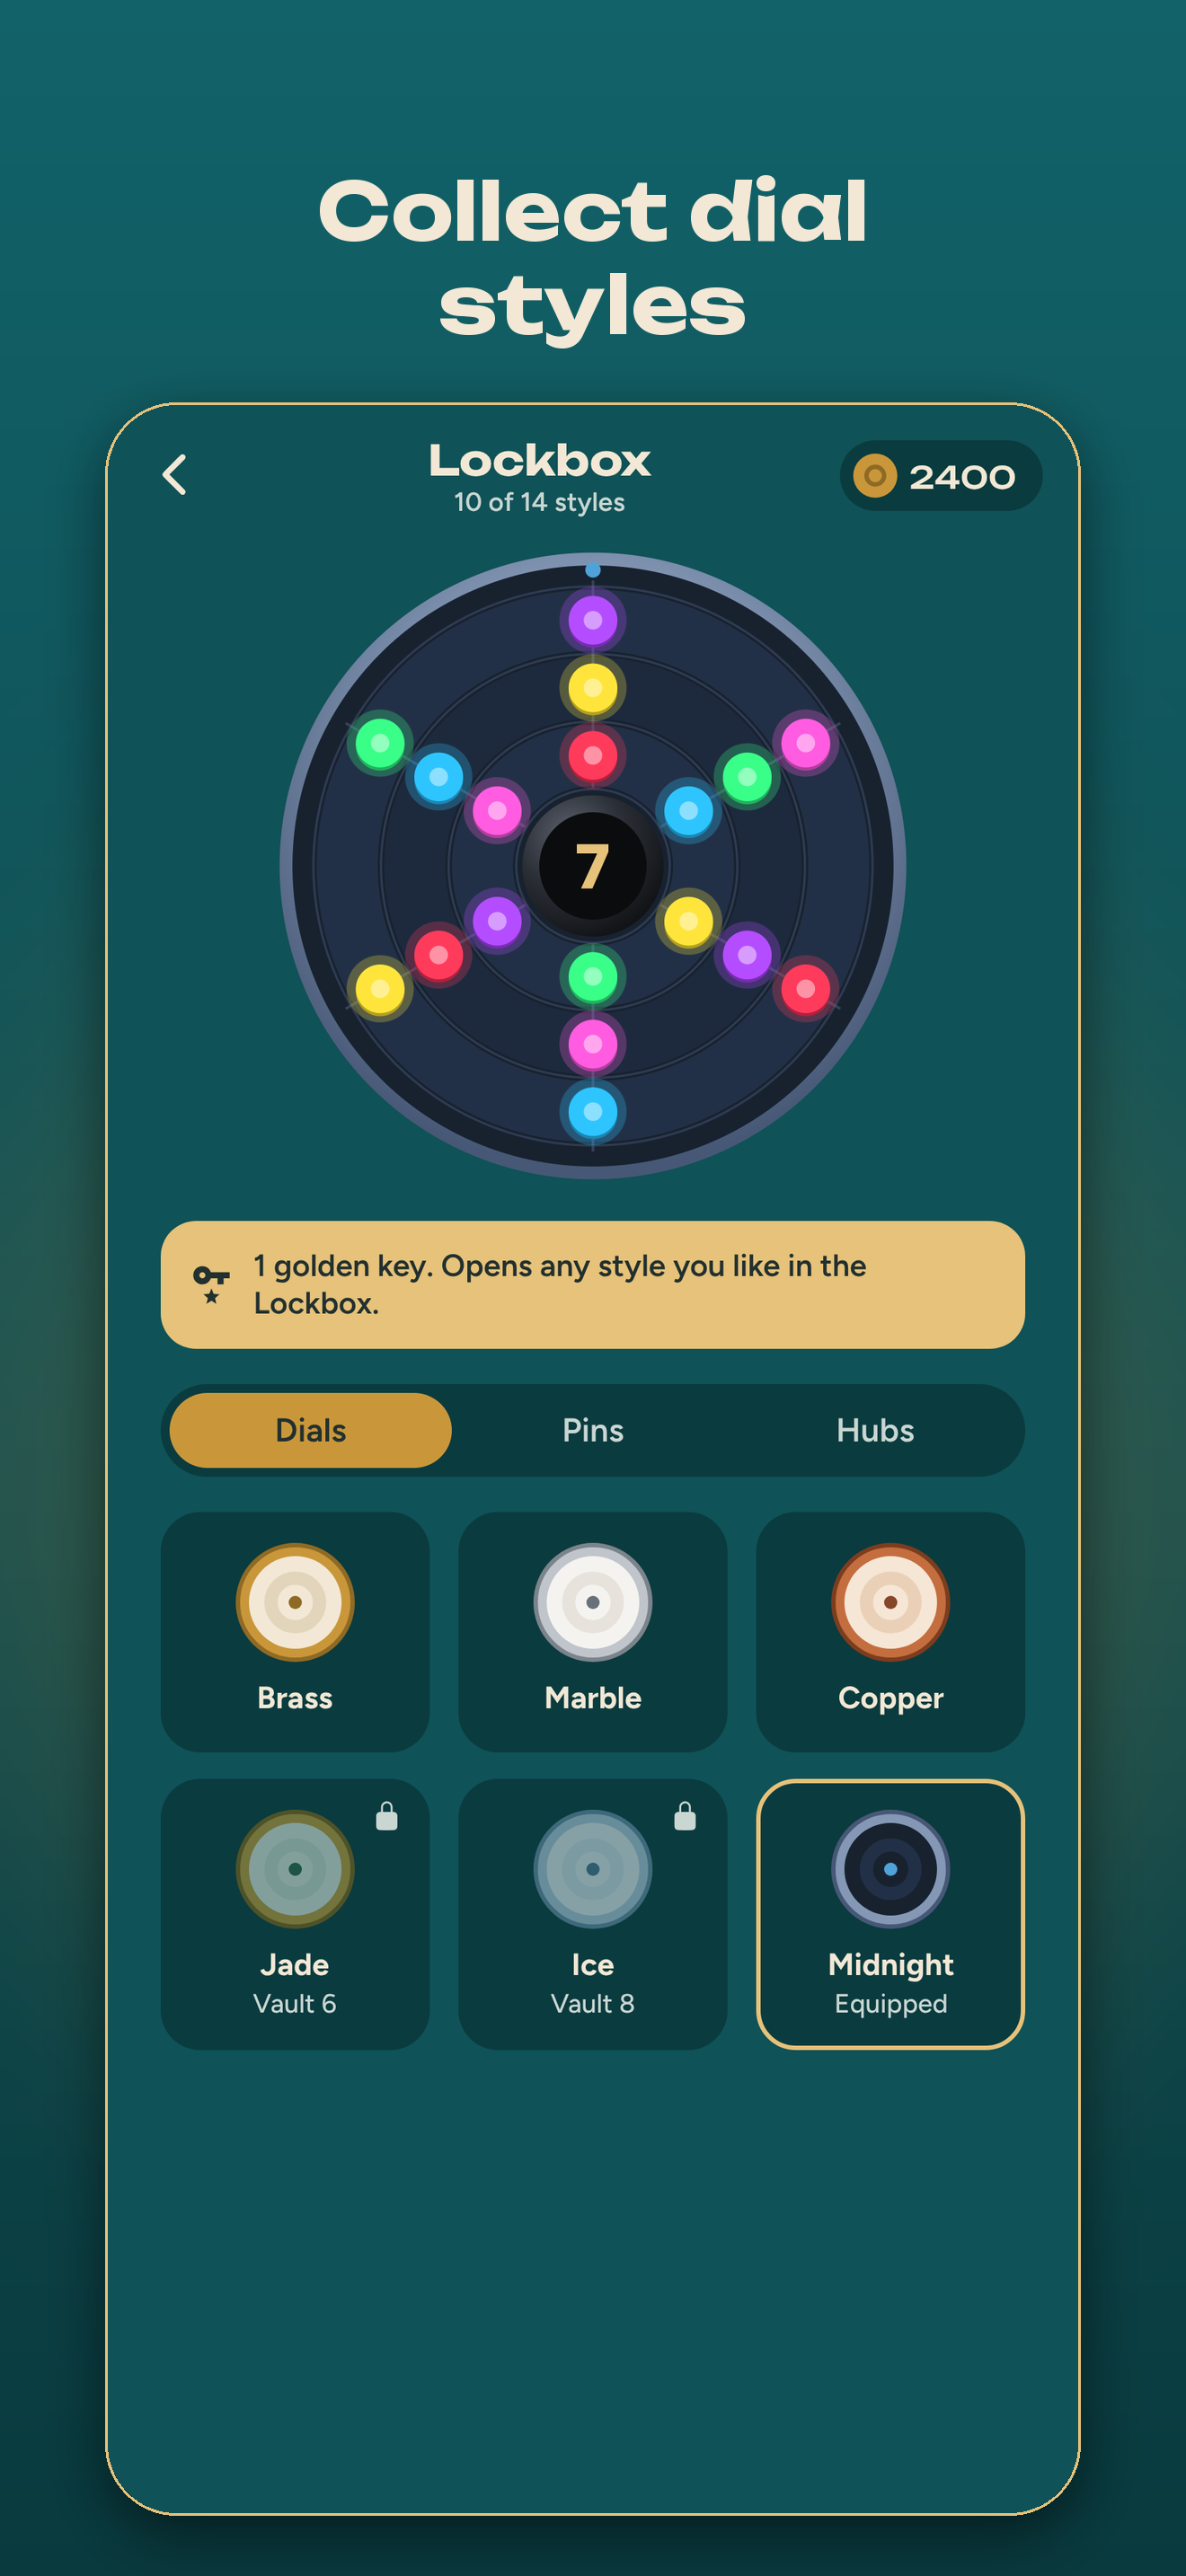 Collect dial
styles
Lockbox
10 of 14 styles
2400
7
1 golden key. Opens any style you like in the
Lockbox.
Dials
Pins
Hubs
Brass
Marble
Copper
Jade
Vault 6
Ice
Vault 8
Midnight
Equipped